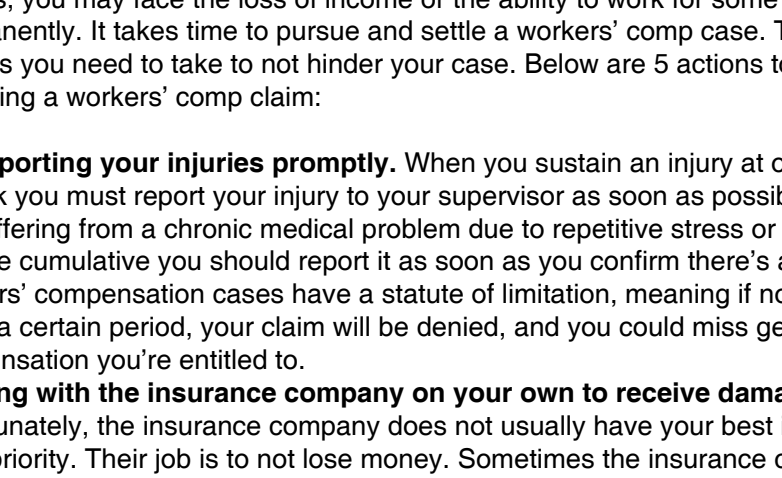 s, you may face the loss of income or the ability to work for some
nently. It takes time to pursue and settle a workers’ comp case. T
s you need to take to not hinder your case. Below are 5 actions to
ing a workers’ comp claim:
porting your injuries promptly. When you sustain an injury at o
k you must report your injury to your supervisor as soon as possib
ffering from a chronic medical problem due to repetitive stress or
e cumulative you should report it as soon as you confirm there’s a
rs’ compensation cases have a statute of limitation, meaning if no
a certain period, your claim will be denied, and you could miss ge
nsation you’re entitled to.
ng with the insurance company on your own to receive dama
unately, the insurance company does not usually have your best i
priority. Their job is to not lose money. Sometimes the insurance c